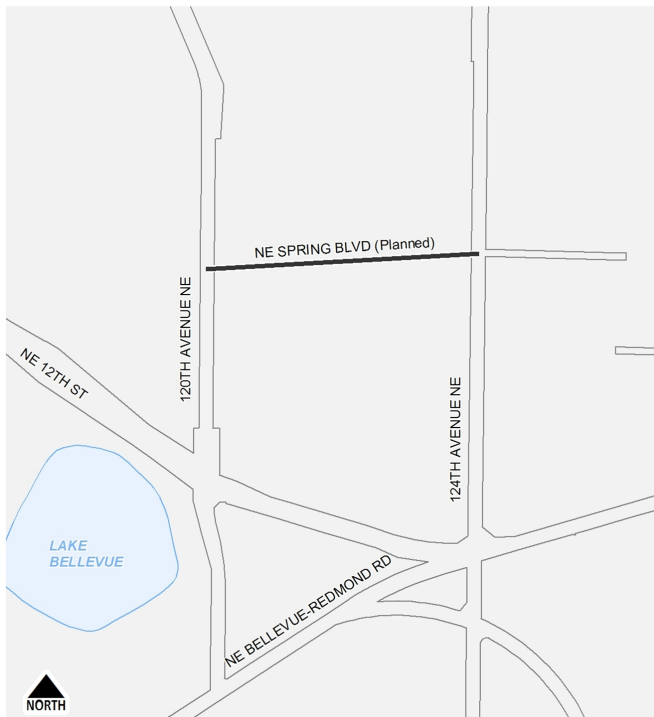 NE SPRING BLVD (Planned)
120TH AVENUE NE
NE 12TH ST
124TH AVENUE NE
LAKE
BELLEVUE
NE BELLEVUE-REDMOND RD
NORTH